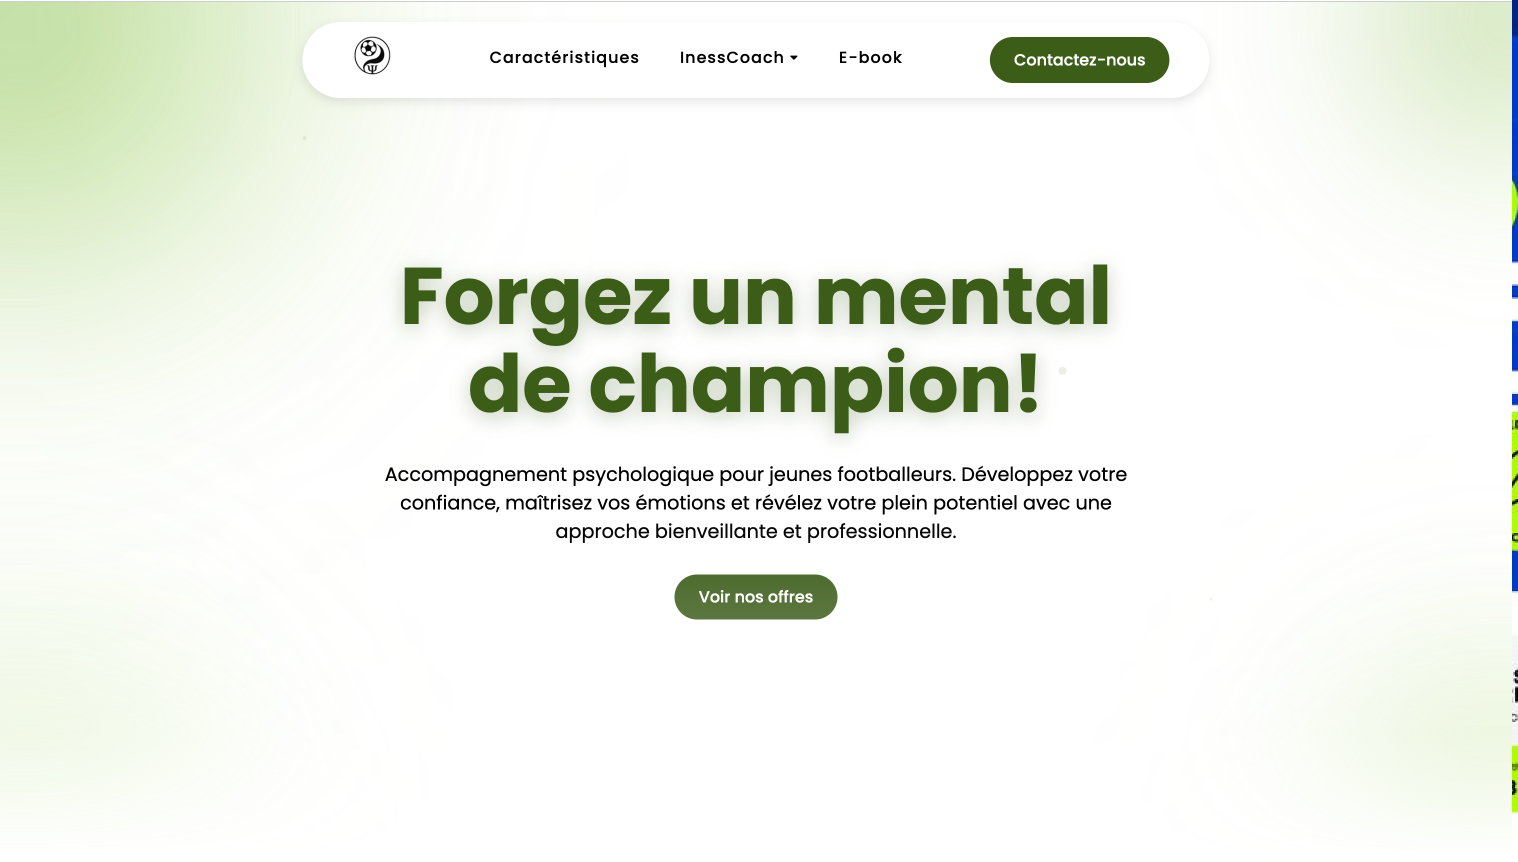 Caractéristiques InessCoach E-book Contactez-nous
Forgez un mental
de champion!
Accompagnement psychologique pour jeunes footballeurs. Développez votre
confiance, maîtrisez vos émotions et révélez votre plein potentiel avec une
approche bienveillante et professionnelle.
Voir nos offres